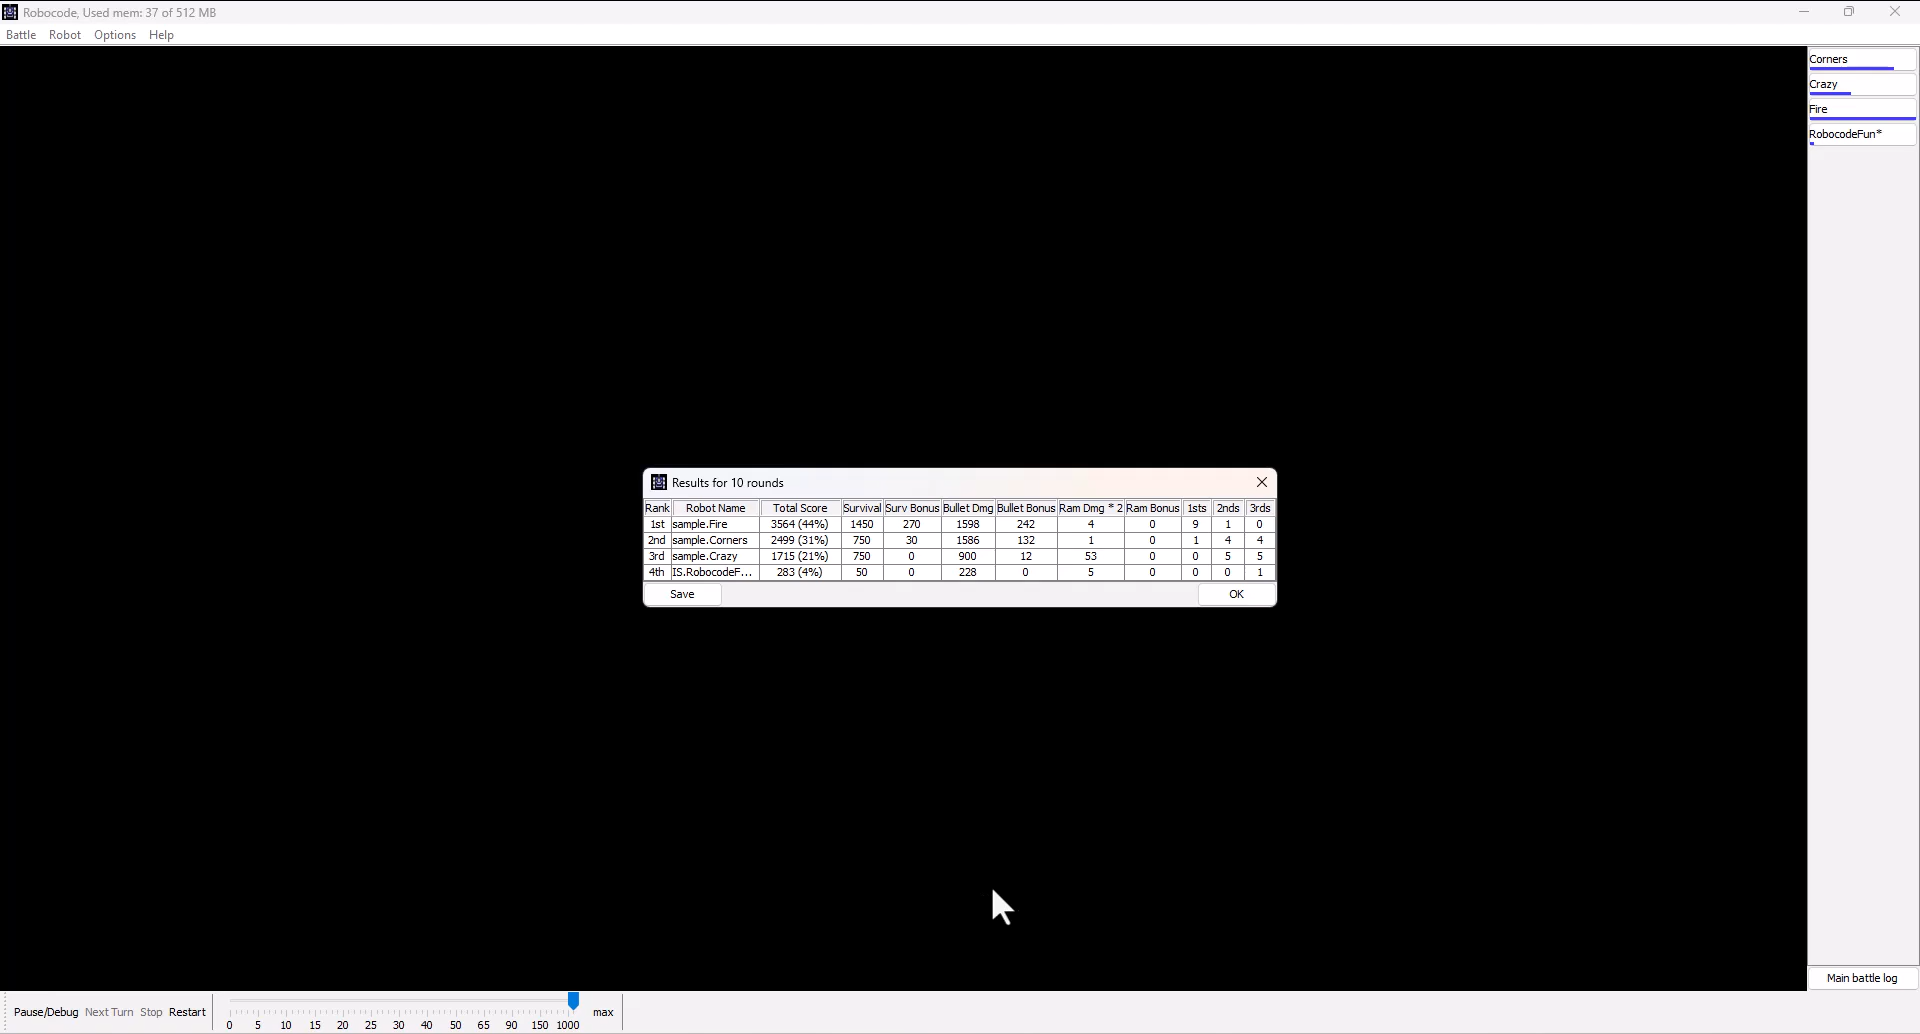 Robocode, Used mem: 37 of 512 MB
Battle Robot Options Help
Corners
Crazy
Fire
RobocodeFun*
Results for 10 rounds
Rank Robot Name Total Score Survival Surv Bonus Bullet Dmg Bullet Bonus Ram Dmg * 2 Ram Bonus 1sts 2nds 3rds
1st sample.Fire 3564 (44%) 1450 270 1598 242 4 0 9 1 0
2nd sample.Corners 2499 (31%) 750 30 1586 132 1 0 1 4 4
3rd sample.Crazy 1715 (21%) 750 0 900 12 53 0 0 5 5
4th IS.RobocodeF... 283 (4%) 50 0 228 0 5 0 0 0 1
Save OK
Main battle log
Pause/Debug Next Turn Stop Restart max
0 5 10 15 20 25 30 40 50 65 90 150 1000